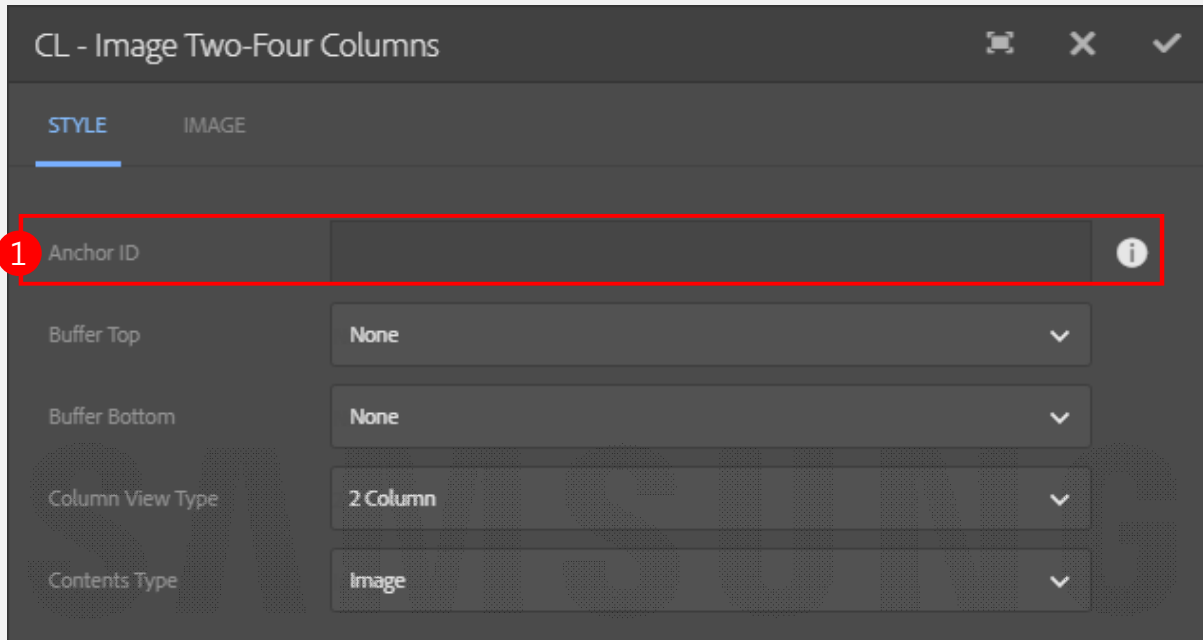 CL - Image Two-Four Columns
STYLE IMAGE
1 Anchor ID
Buffer Top None
Buffer Bottom None
Column View Type 2 Column
Contents Type Image
SAMSUNG